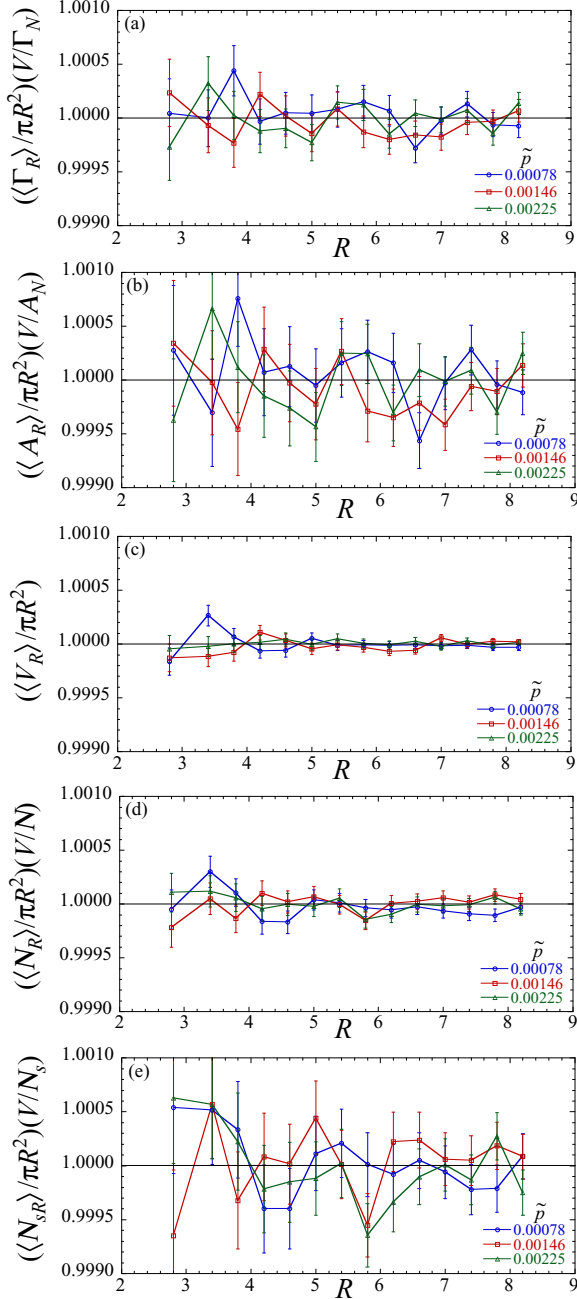 (a)
1.0010
1.0005
1.0000
0.9995
0.9990
(⟨Γ_R⟩/πR²)(V/Γ_N)
p̃
0.00078
0.00146
0.00225
2 3 4 5 6 7 8 9
R
(b)
1.0010
1.0005
1.0000
0.9995
0.9990
(⟨A_R⟩/πR²)(V/A_N)
p̃
0.00078
0.00146
0.00225
2 3 4 5 6 7 8 9
R
(c)
1.0010
1.0005
1.0000
0.9995
0.9990
(⟨V_R⟩/πR²)
p̃
0.00078
0.00146
0.00225
2 3 4 5 6 7 8 9
R
(d)
1.0010
1.0005
1.0000
0.9995
0.9990
(⟨N_R⟩/πR²)(V/N)
p̃
0.00078
0.00146
0.00225
2 3 4 5 6 7 8 9
R
(e)
1.0010
1.0005
1.0000
0.9995
0.9990
(⟨N_sR⟩/πR²)(V/N_s)
p̃
0.00078
0.00146
0.00225
2 3 4 5 6 7 8 9
R